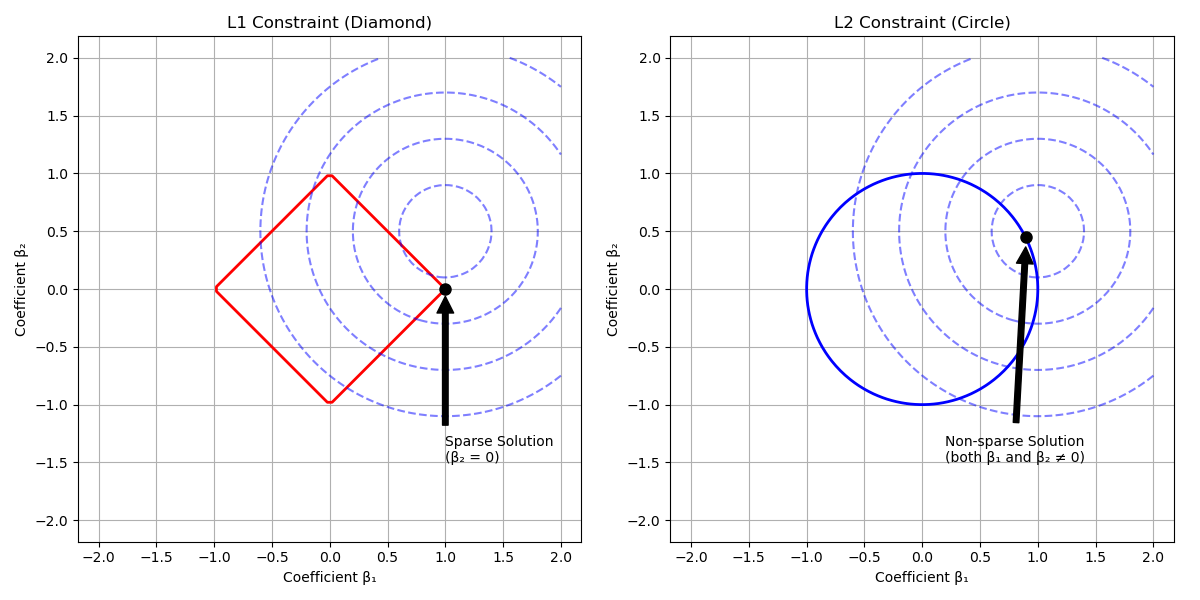 L1 Constraint (Diamond)
2.0
1.5
1.0
0.5
0.0
−0.5
−1.0
−1.5
−2.0
Coefficient β₂
Sparse Solution
(β₂ = 0)
−2.0 −1.5 −1.0 −0.5 0.0 0.5 1.0 1.5 2.0
Coefficient β₁
L2 Constraint (Circle)
2.0
1.5
1.0
0.5
0.0
−0.5
−1.0
−1.5
−2.0
Coefficient β₂
Non-sparse Solution
(both β₁ and β₂ ≠ 0)
−2.0 −1.5 −1.0 −0.5 0.0 0.5 1.0 1.5 2.0
Coefficient β₁